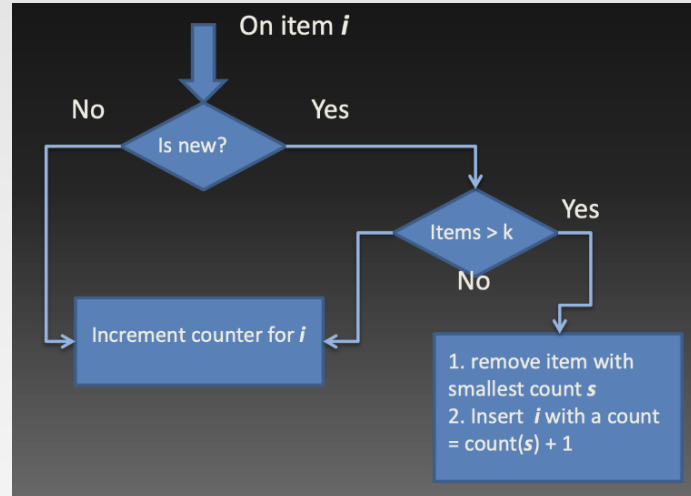 On item i
No
Yes
Is new?
Yes
Items > k
No
Increment counter for i
1. remove item with
smallest count s
2. Insert i with a count
= count(s) + 1